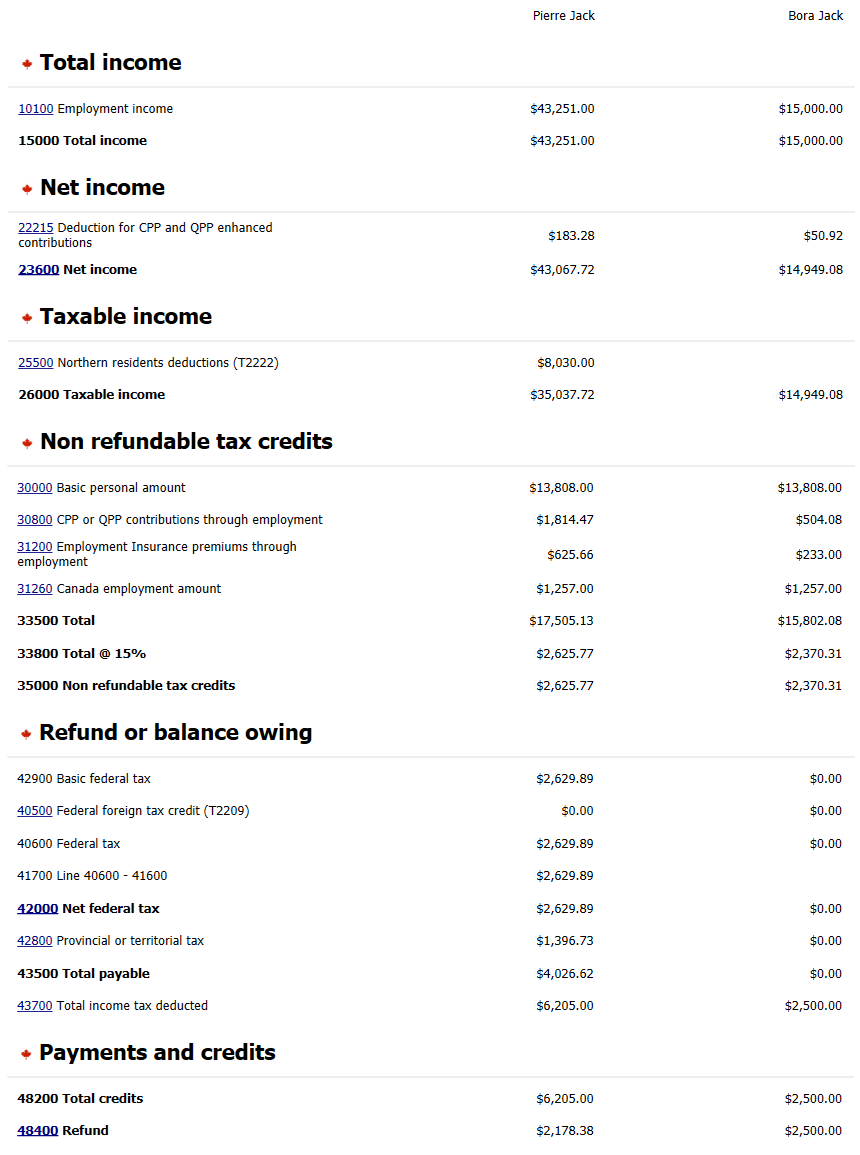 Pierre Jack Bora Jack
Total income
10100 Employment income $43,251.00 $15,000.00
15000 Total income $43,251.00 $15,000.00
Net income
22215 Deduction for CPP and QPP enhanced
contributions $183.28 $50.92
23600 Net income $43,067.72 $14,949.08
Taxable income
25500 Northern residents deductions (T2222) $8,030.00
26000 Taxable income $35,037.72 $14,949.08
Non refundable tax credits
30000 Basic personal amount $13,808.00 $13,808.00
30800 CPP or QPP contributions through employment $1,814.47 $504.08
31200 Employment Insurance premiums through
employment $625.66 $233.00
31260 Canada employment amount $1,257.00 $1,257.00
33500 Total $17,505.13 $15,802.08
33800 Total @ 15% $2,625.77 $2,370.31
35000 Non refundable tax credits $2,625.77 $2,370.31
Refund or balance owing
42900 Basic federal tax $2,629.89 $0.00
40500 Federal foreign tax credit (T2209) $0.00 $0.00
40600 Federal tax $2,629.89 $0.00
41700 Line 40600 - 41600 $2,629.89
42000 Net federal tax $2,629.89 $0.00
42800 Provincial or territorial tax $1,396.73 $0.00
43500 Total payable $4,026.62 $0.00
43700 Total income tax deducted $6,205.00 $2,500.00
Payments and credits
48200 Total credits $6,205.00 $2,500.00
48400 Refund $2,178.38 $2,500.00